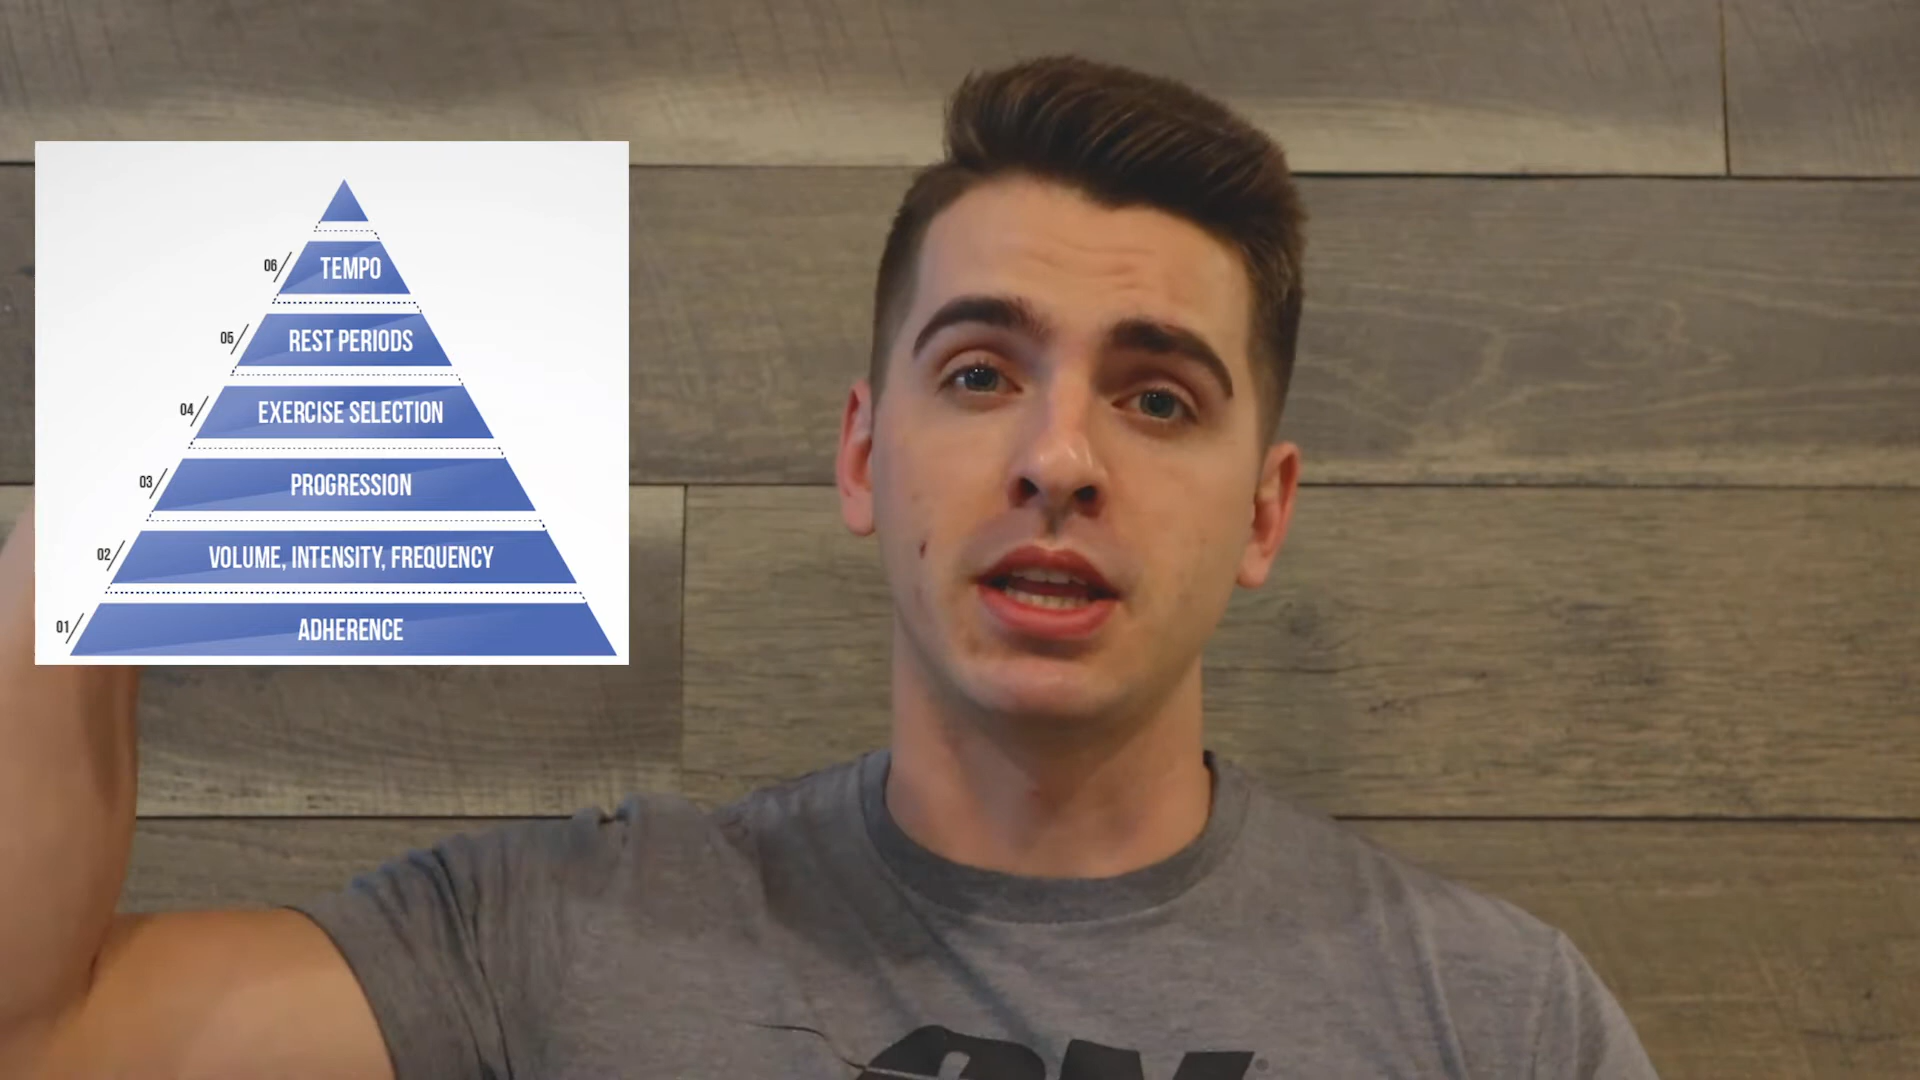 06/ TEMPO
05/ REST PERIODS
04/ EXERCISE SELECTION
03/ PROGRESSION
02/ VOLUME, INTENSITY, FREQUENCY
01/ ADHERENCE